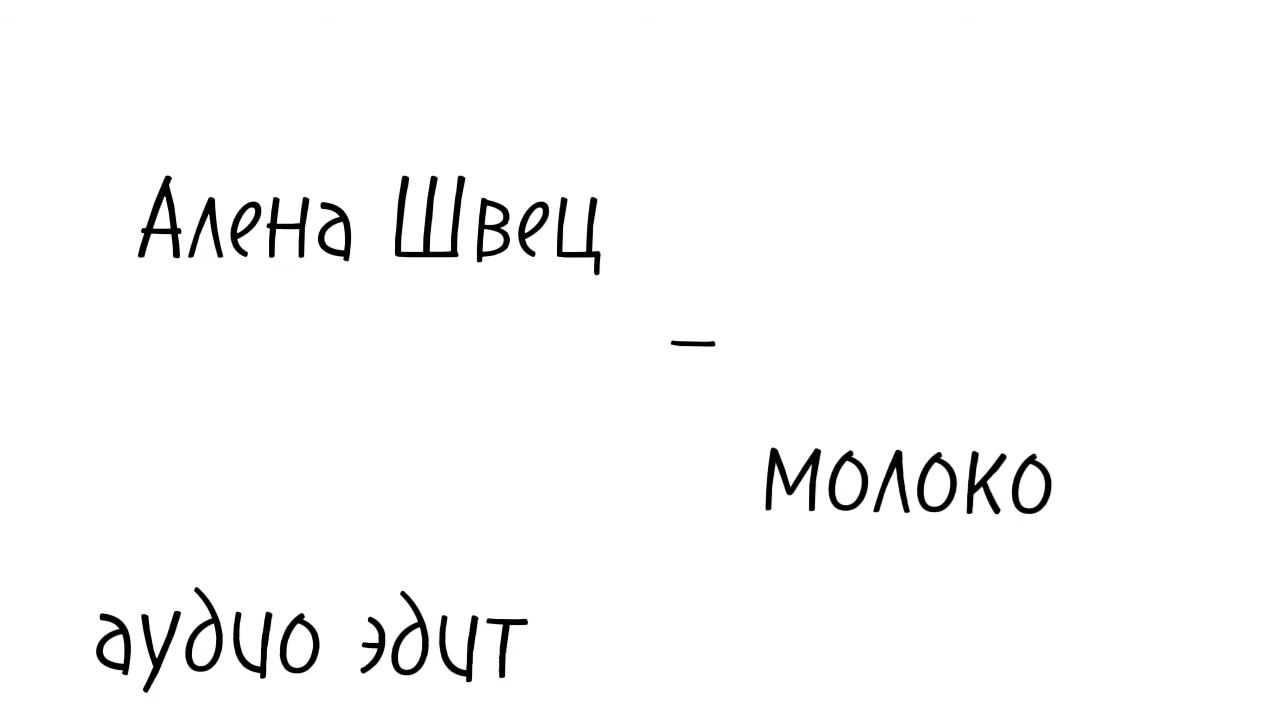 Алена Швец
–
молоко
аудио эдит